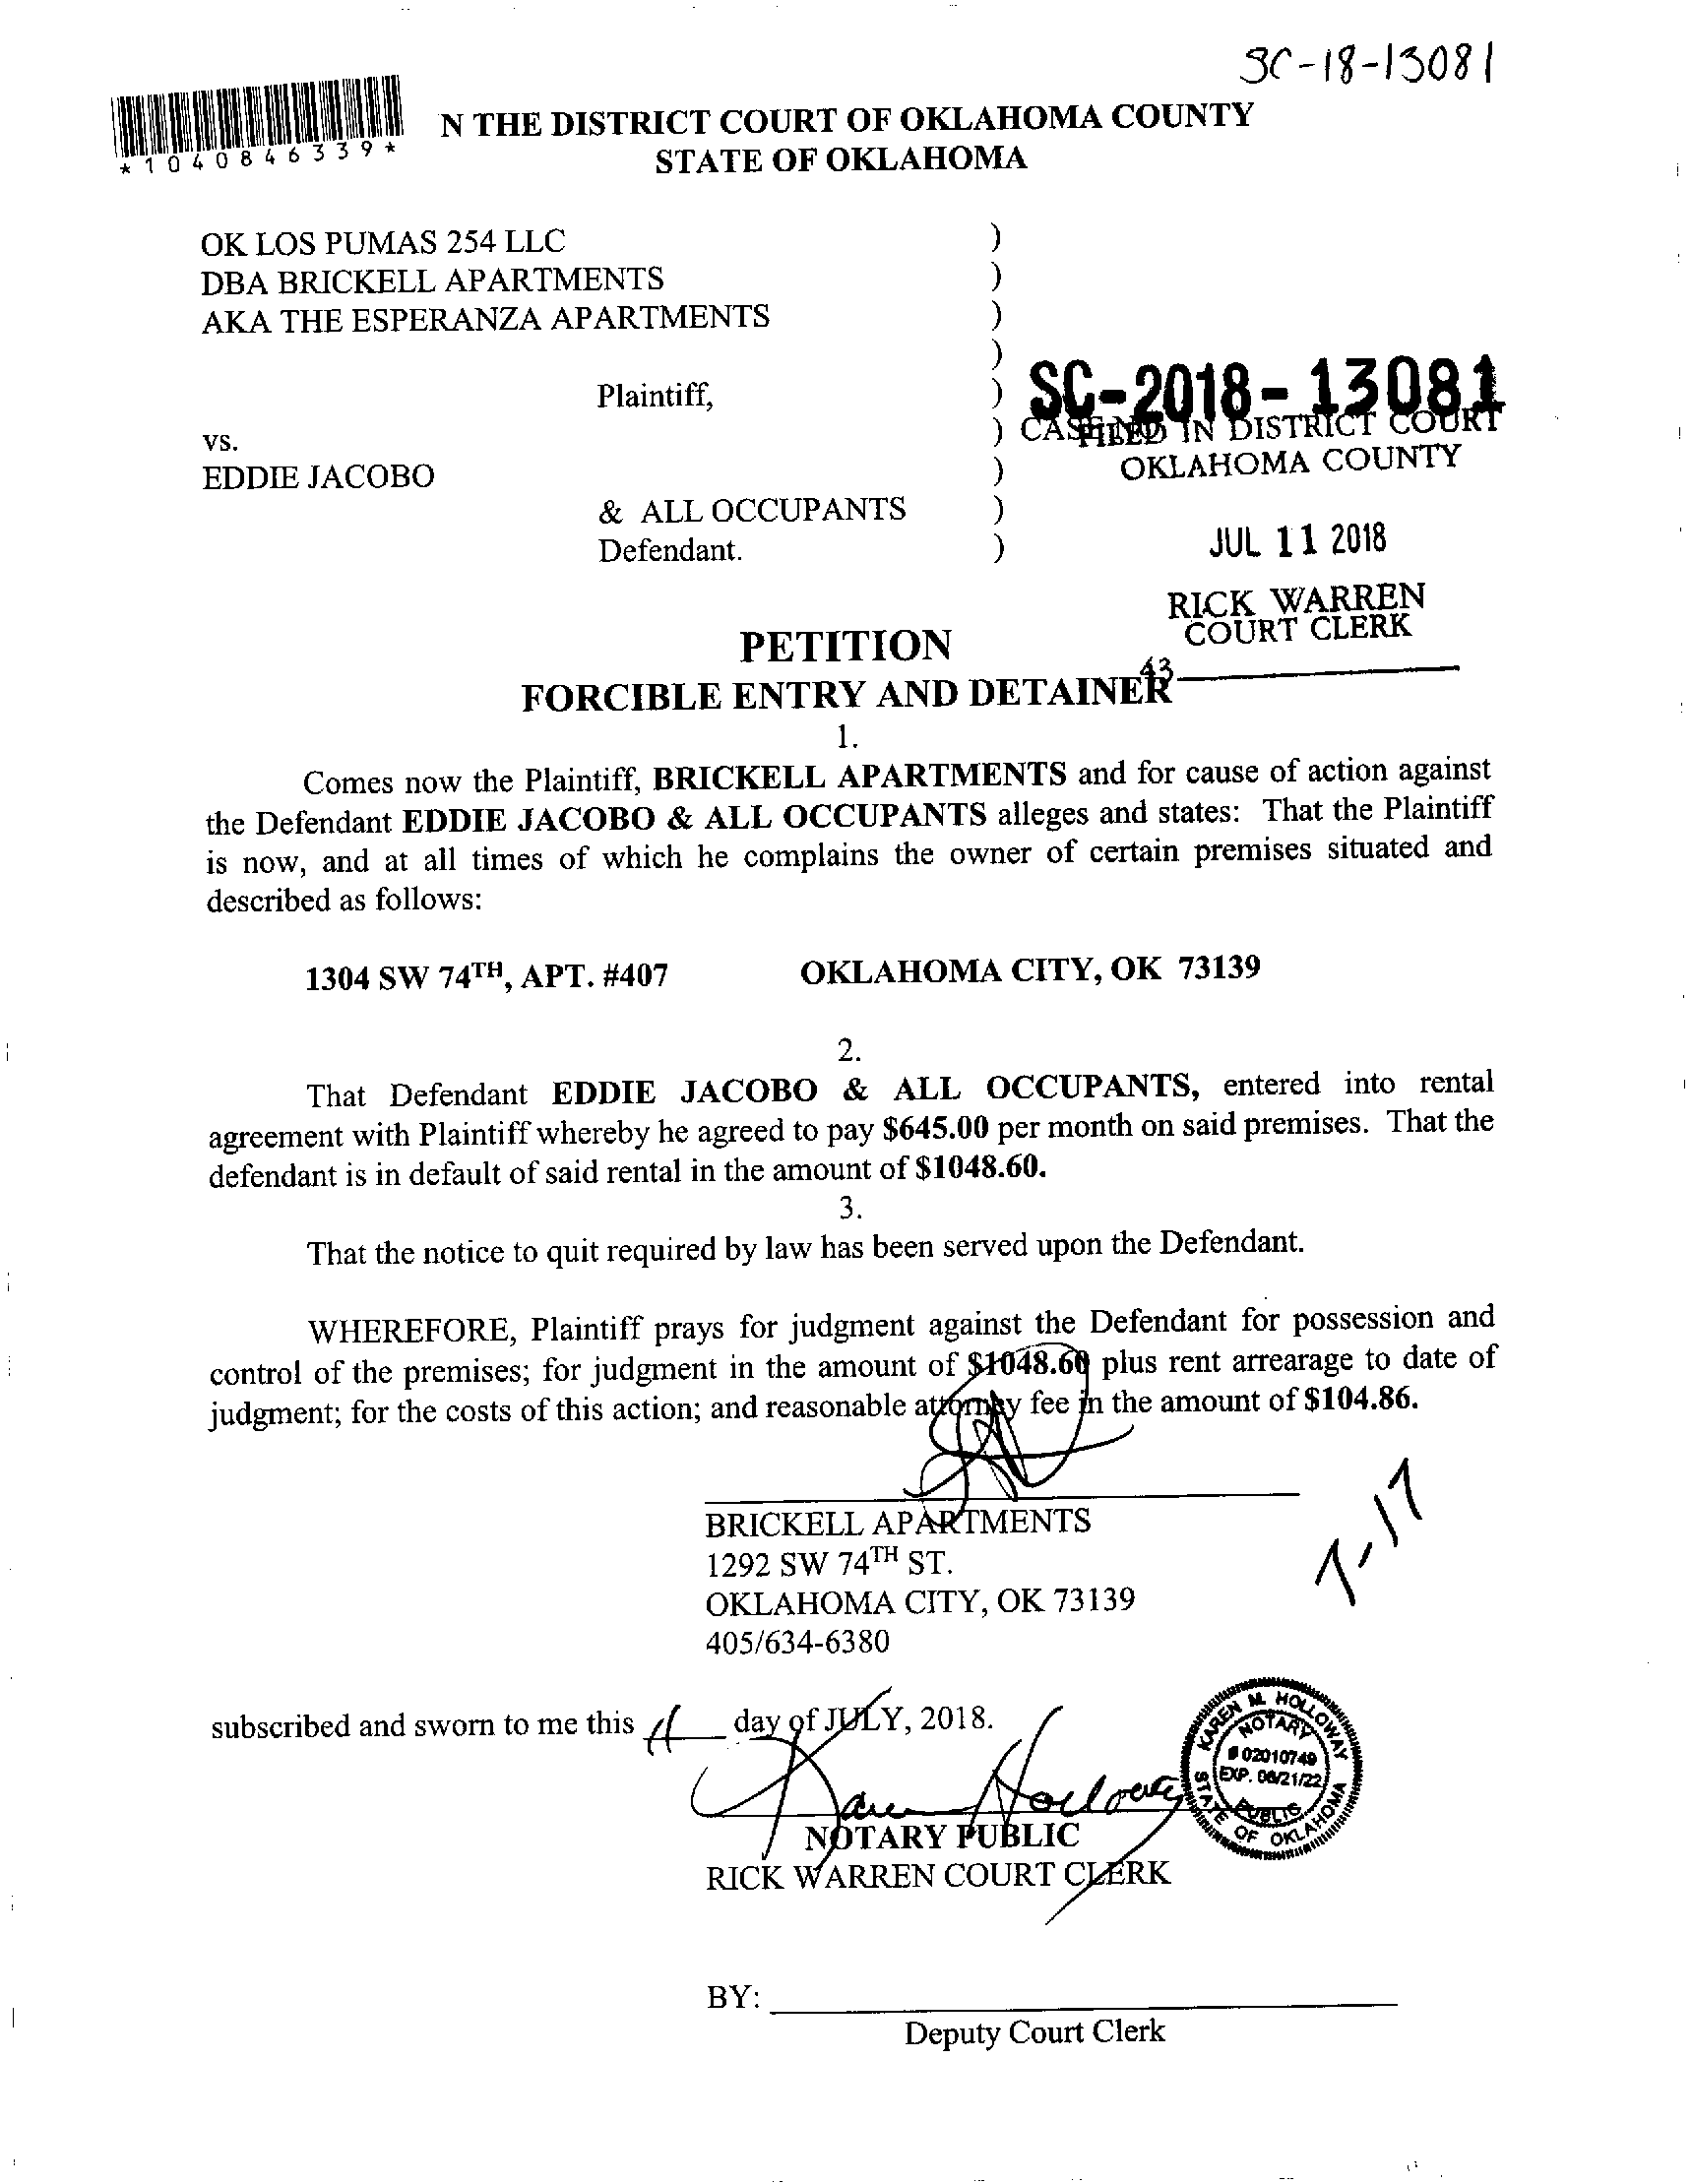 SC-18-13081
*1040846339*
N THE DISTRICT COURT OF OKLAHOMA COUNTY
STATE OF OKLAHOMA
OK LOS PUMAS 254 LLC )
DBA BRICKELL APARTMENTS )
AKA THE ESPERANZA APARTMENTS )
)
Plaintiff, ) SC-2018-13081
vs. ) CASE NO FILED IN DISTRICT COURT
EDDIE JACOBO ) OKLAHOMA COUNTY
& ALL OCCUPANTS )
Defendant. ) JUL 11 2018
RICK WARREN
COURT CLERK
PETITION
43
FORCIBLE ENTRY AND DETAINER
1.
Comes now the Plaintiff, BRICKELL APARTMENTS and for cause of action against
the Defendant EDDIE JACOBO & ALL OCCUPANTS alleges and states: That the Plaintiff
is now, and at all times of which he complains the owner of certain premises situated and
described as follows:
1304 SW 74TH, APT. #407 OKLAHOMA CITY, OK 73139
2.
That Defendant EDDIE JACOBO & ALL OCCUPANTS, entered into rental
agreement with Plaintiff whereby he agreed to pay $645.00 per month on said premises. That the
defendant is in default of said rental in the amount of $1048.60.
3.
That the notice to quit required by law has been served upon the Defendant.
WHEREFORE, Plaintiff prays for judgment against the Defendant for possession and
control of the premises; for judgment in the amount of $1048.60 plus rent arrearage to date of
judgment; for the costs of this action; and reasonable attorney fee in the amount of $104.86.
BRICKELL APARTMENTS
1292 SW 74TH ST.
OKLAHOMA CITY, OK 73139
405/634-6380
7-17
subscribed and sworn to me this 11 day of JULY, 2018.
Karen Holloway
KAREN M. HOLLOWAY
NOTARY
# 02010749
EXP. 06/21/22
PUBLIC
STATE OF OKLAHOMA
NOTARY PUBLIC
RICK WARREN COURT CLERK
BY:
Deputy Court Clerk